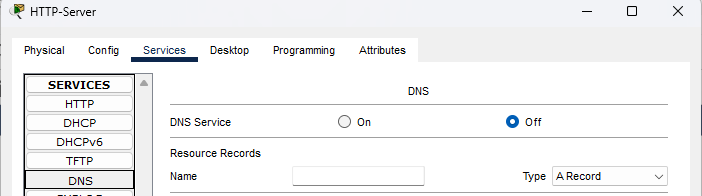 HTTP-Server
Physical Config Services Desktop Programming Attributes
SERVICES
HTTP
DHCP
DHCPv6
TFTP
DNS
DNS
DNS Service On Off
Resource Records
Name Type A Record